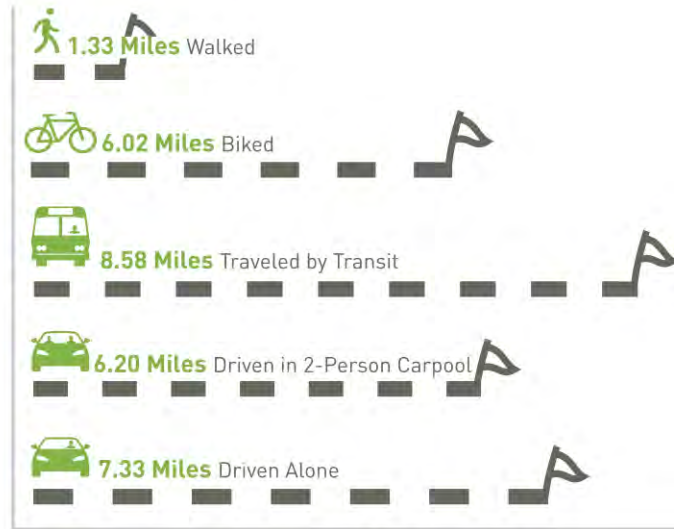 1.33 Miles Walked
6.02 Miles Biked
8.58 Miles Traveled by Transit
6.20 Miles Driven in 2-Person Carpool
7.33 Miles Driven Alone